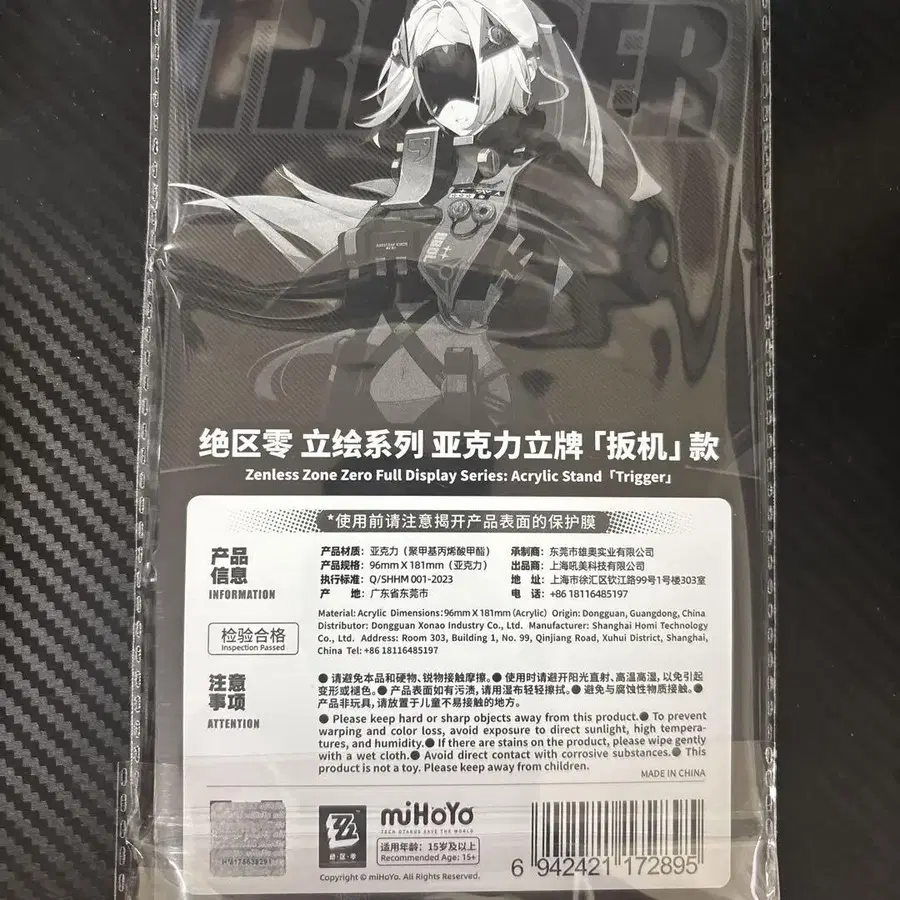 TRIGGER
绝区零 立绘系列 亚克力立牌「扳机」款
Zenless Zone Zero Full Display Series: Acrylic Stand「Trigger」
*使用前请注意揭开产品表面的保护膜
产品信息
INFORMATION
检验合格
Inspection Passed
产品材质：亚克力（聚甲基丙烯酸甲酯）
产品规格：96mm X 181mm（亚克力）
执行标准：Q/SHHM 001-2023
产　　地：广东省东莞市
承制商：东莞市雄奥实业有限公司
出品商：上海吼美科技有限公司
地　址：上海市徐汇区钦江路99号1号楼303室
电　话：+86 18116485197
Material: Acrylic Dimensions:96mm X 181mm (Acrylic) Origin: Dongguan, Guangdong, China
Distributor: Dongguan Xonao Industry Co., Ltd. Manufacturer: Shanghai Homi Technology
Co., Ltd. Address: Room 303, Building 1, No. 99, Qinjiang Road, Xuhui District, Shanghai,
China Tel: +86 18116485197
注意事项
ATTENTION
● 请避免本品和硬物、锐物接触摩擦。● 使用时请避开阳光直射、高温高湿，以免引起
变形或褪色。● 产品表面如有污渍，请用湿布轻轻擦拭。● 避免与腐蚀性物质接触。●
产品非玩具，请放置于儿童不易接触的地方。
● Please keep hard or sharp objects away from this product.● To prevent
warping and color loss, avoid exposure to direct sunlight, high tempera-
tures, and humidity.● If there are stains on the product, please wipe gently
with a wet cloth.● Avoid direct contact with corrosive substances.● This
product is not a toy. Please keep away from children.
MADE IN CHINA
绝·区·零
miHoYo
TECH OTAKUS SAVE THE WORLD
适用年龄：15岁及以上
Recommended Age: 15+
Copyright © miHoYo. All Rights Reserved.
6 942421 172895